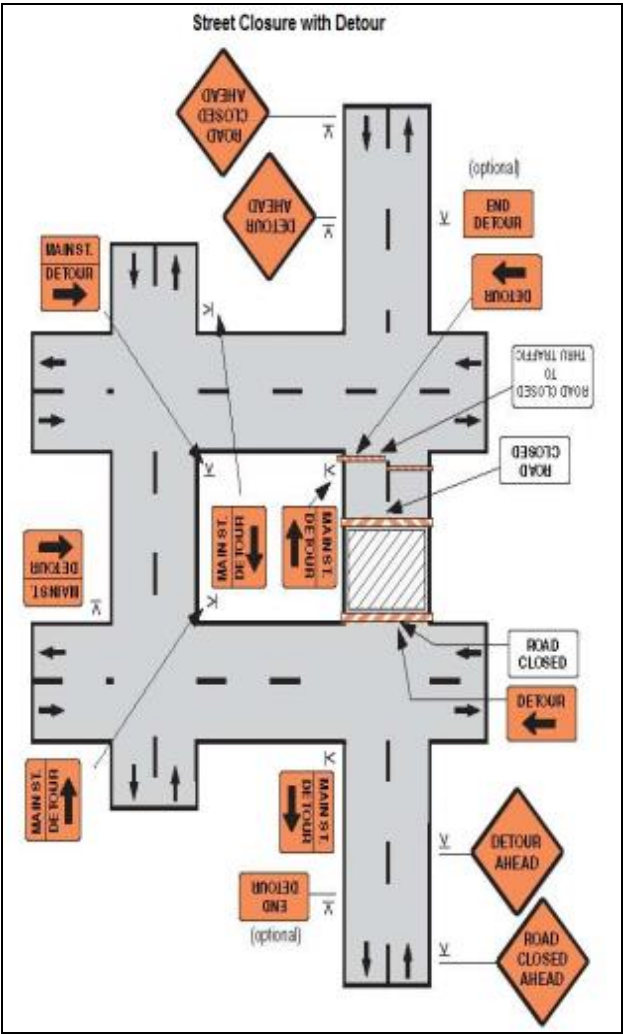 Street Closure with Detour
ROAD
CLOSED
AHEAD
DETOUR
AHEAD
(optional)
END
DETOUR
MAIN ST.
DETOUR
DETOUR
ROAD CLOSED
TO
THRU TRAFFIC
ROAD
CLOSED
MAIN ST.
DETOUR
MAIN ST.
DETOUR
MAIN ST.
DETOUR
ROAD
CLOSED
DETOUR
MAIN ST.
DETOUR
MAIN ST.
DETOUR
DETOUR
AHEAD
END
DETOUR
(optional)
ROAD
CLOSED
AHEAD